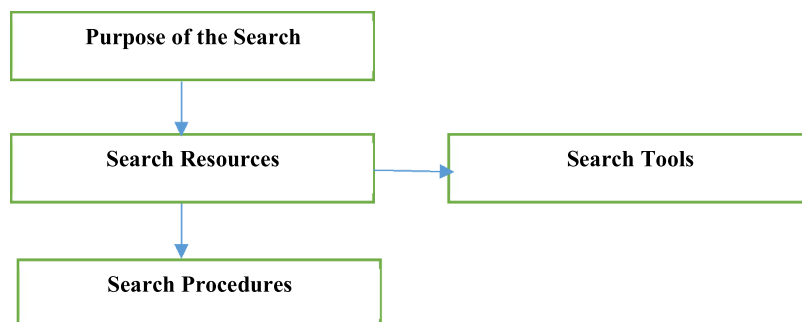 Purpose of the Search
Search Resources
Search Tools
Search Procedures